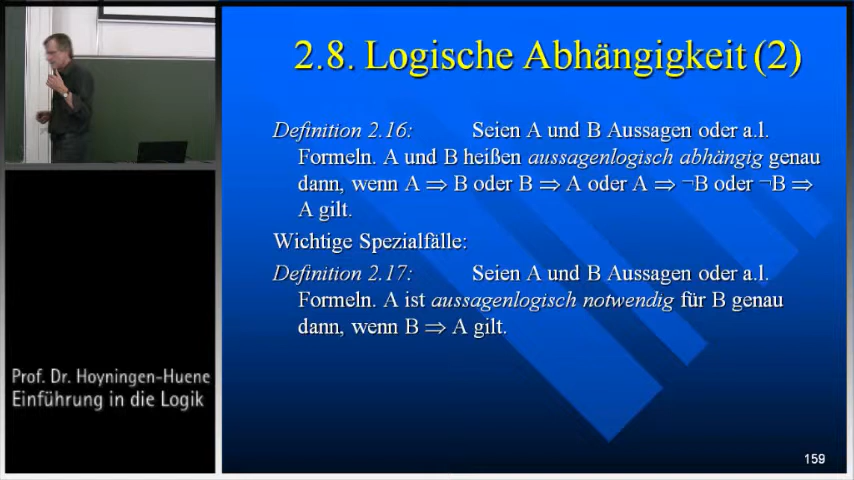 2.8. Logische Abhängigkeit (2)
Definition 2.16: Seien A und B Aussagen oder a.l.
Formeln. A und B heißen aussagenlogisch abhängig genau
dann, wenn A ⇒ B oder B ⇒ A oder A ⇒ ¬B oder ¬B ⇒
A gilt.
Wichtige Spezialfälle:
Definition 2.17: Seien A und B Aussagen oder a.l.
Formeln. A ist aussagenlogisch notwendig für B genau
dann, wenn B ⇒ A gilt.
Prof. Dr. Hoyningen-Huene
Einführung in die Logik
159